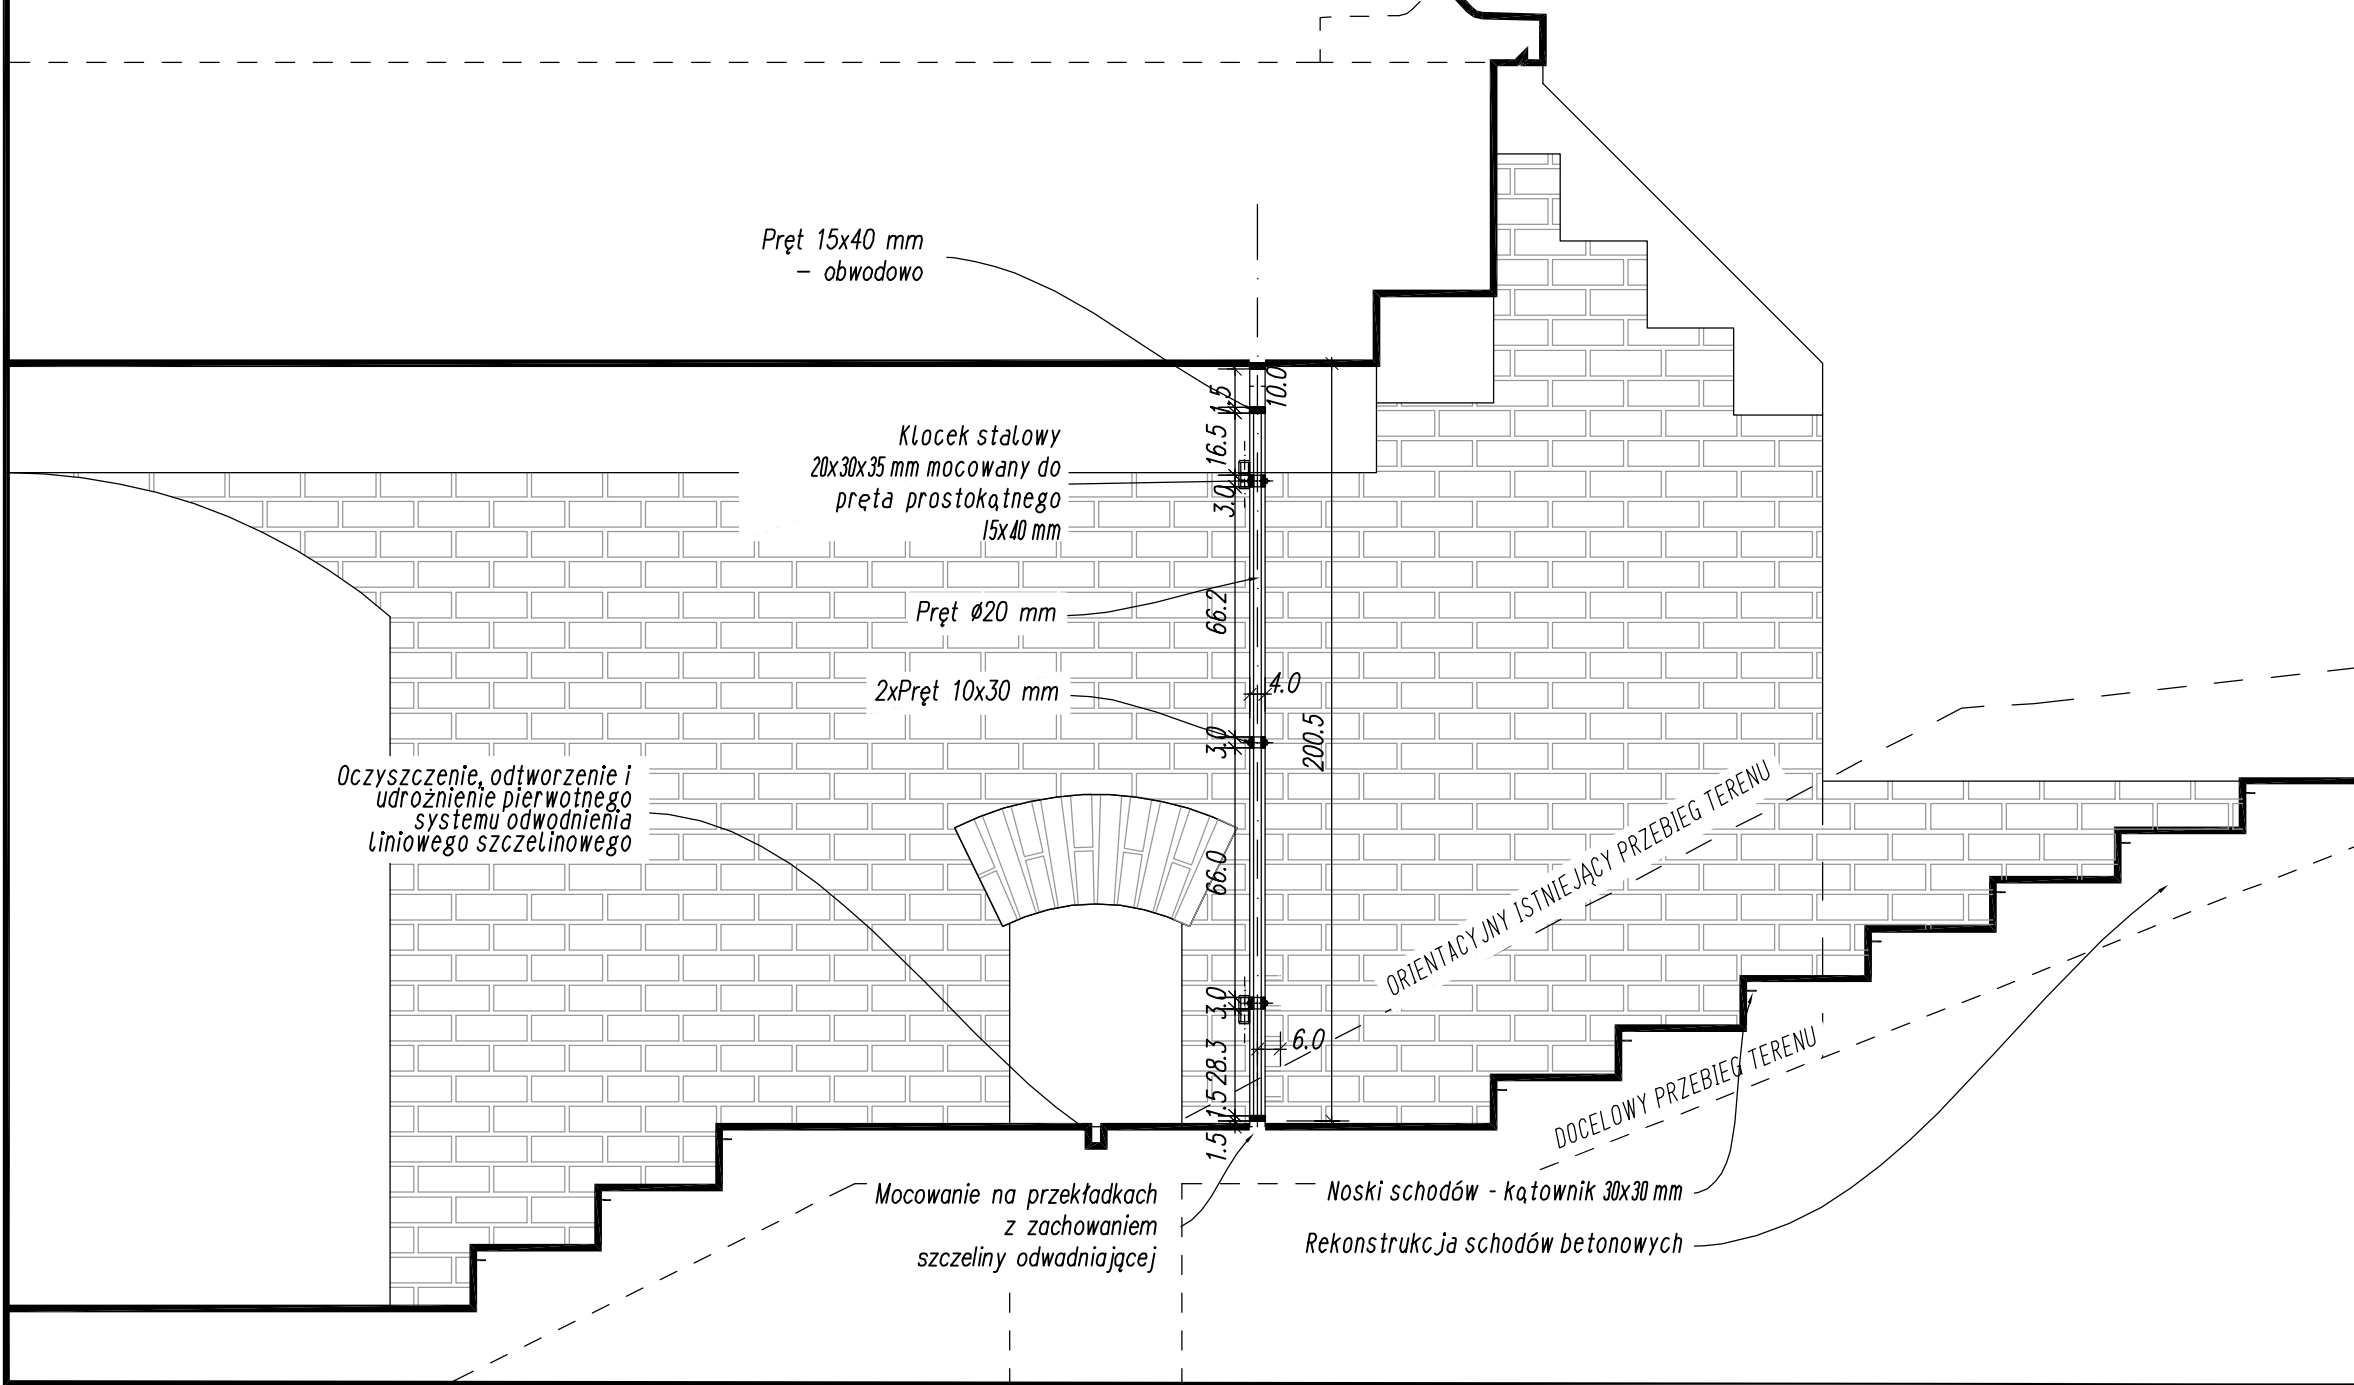 Pręt 15x40 mm
- obwodowo
Klocek stalowy
20x30x35 mm mocowany do
pręta prostokątnego
15x40 mm
Pręt ø20 mm
2xPręt 10x30 mm
Oczyszczenie, odtworzenie i
udrożnienie pierwotnego
systemu odwodnienia
liniowego szczelinowego
1,5
10.0
16.5
3.0
66.2
4.0
3.0
200.5
66.0
3.0
6.0
28.3
1.5
1.5
ORIENTACYJNY ISTNIEJĄCY PRZEBIEG TERENU
DOCELOWY PRZEBIEG TERENU
Mocowanie na przekładkach
z zachowaniem
szczeliny odwadniającej
Noski schodów - kątownik 30x30 mm
Rekonstrukcja schodów betonowych